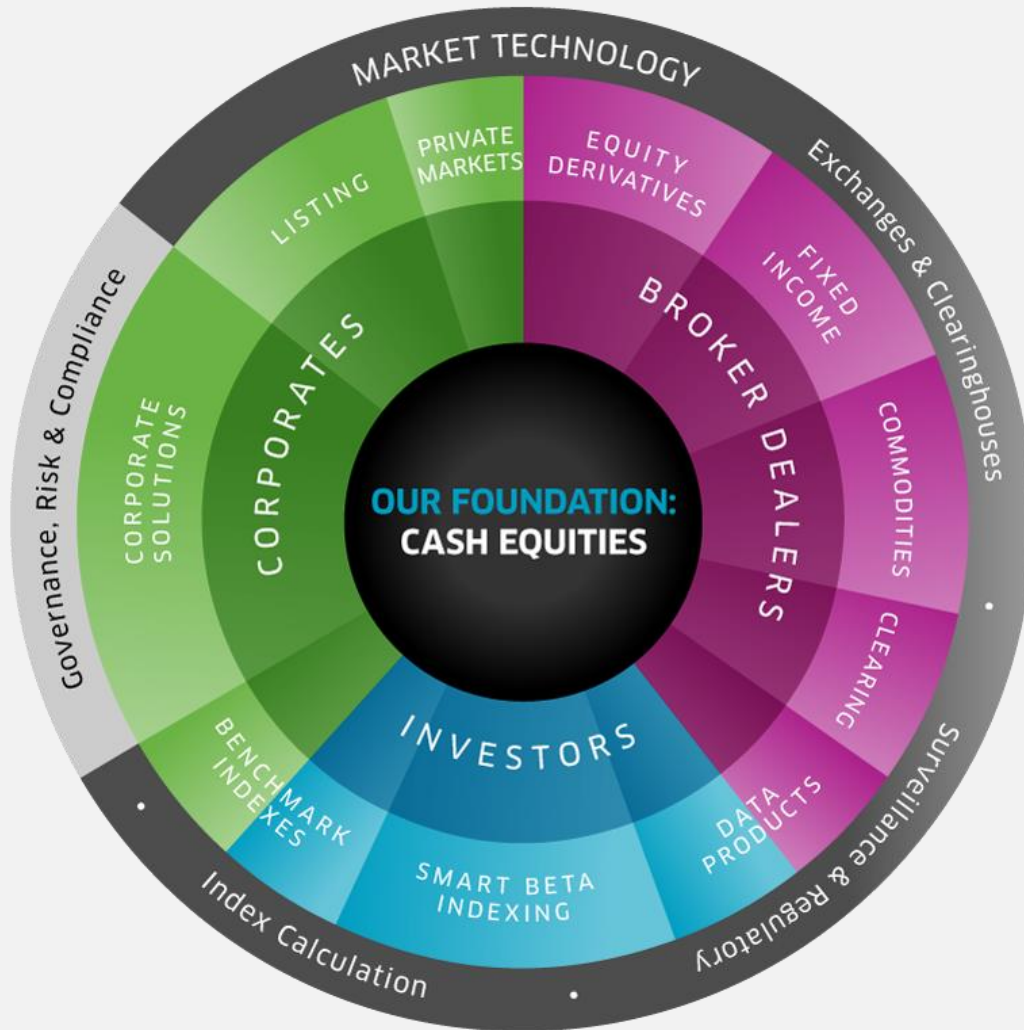 MARKET TECHNOLOGY
Exchanges & Clearinghouses
Surveillance & Regulatory
Index Calculation
Governance, Risk & Compliance
PRIVATE
MARKETS
EQUITY
DERIVATIVES
FIXED
INCOME
COMMODITIES
CLEARING
DATA
PRODUCTS
SMART BETA
INDEXING
BENCHMARK
INDEXES
CORPORATE
SOLUTIONS
LISTING
CORPORATES
BROKER DEALERS
INVESTORS
OUR FOUNDATION:
CASH EQUITIES